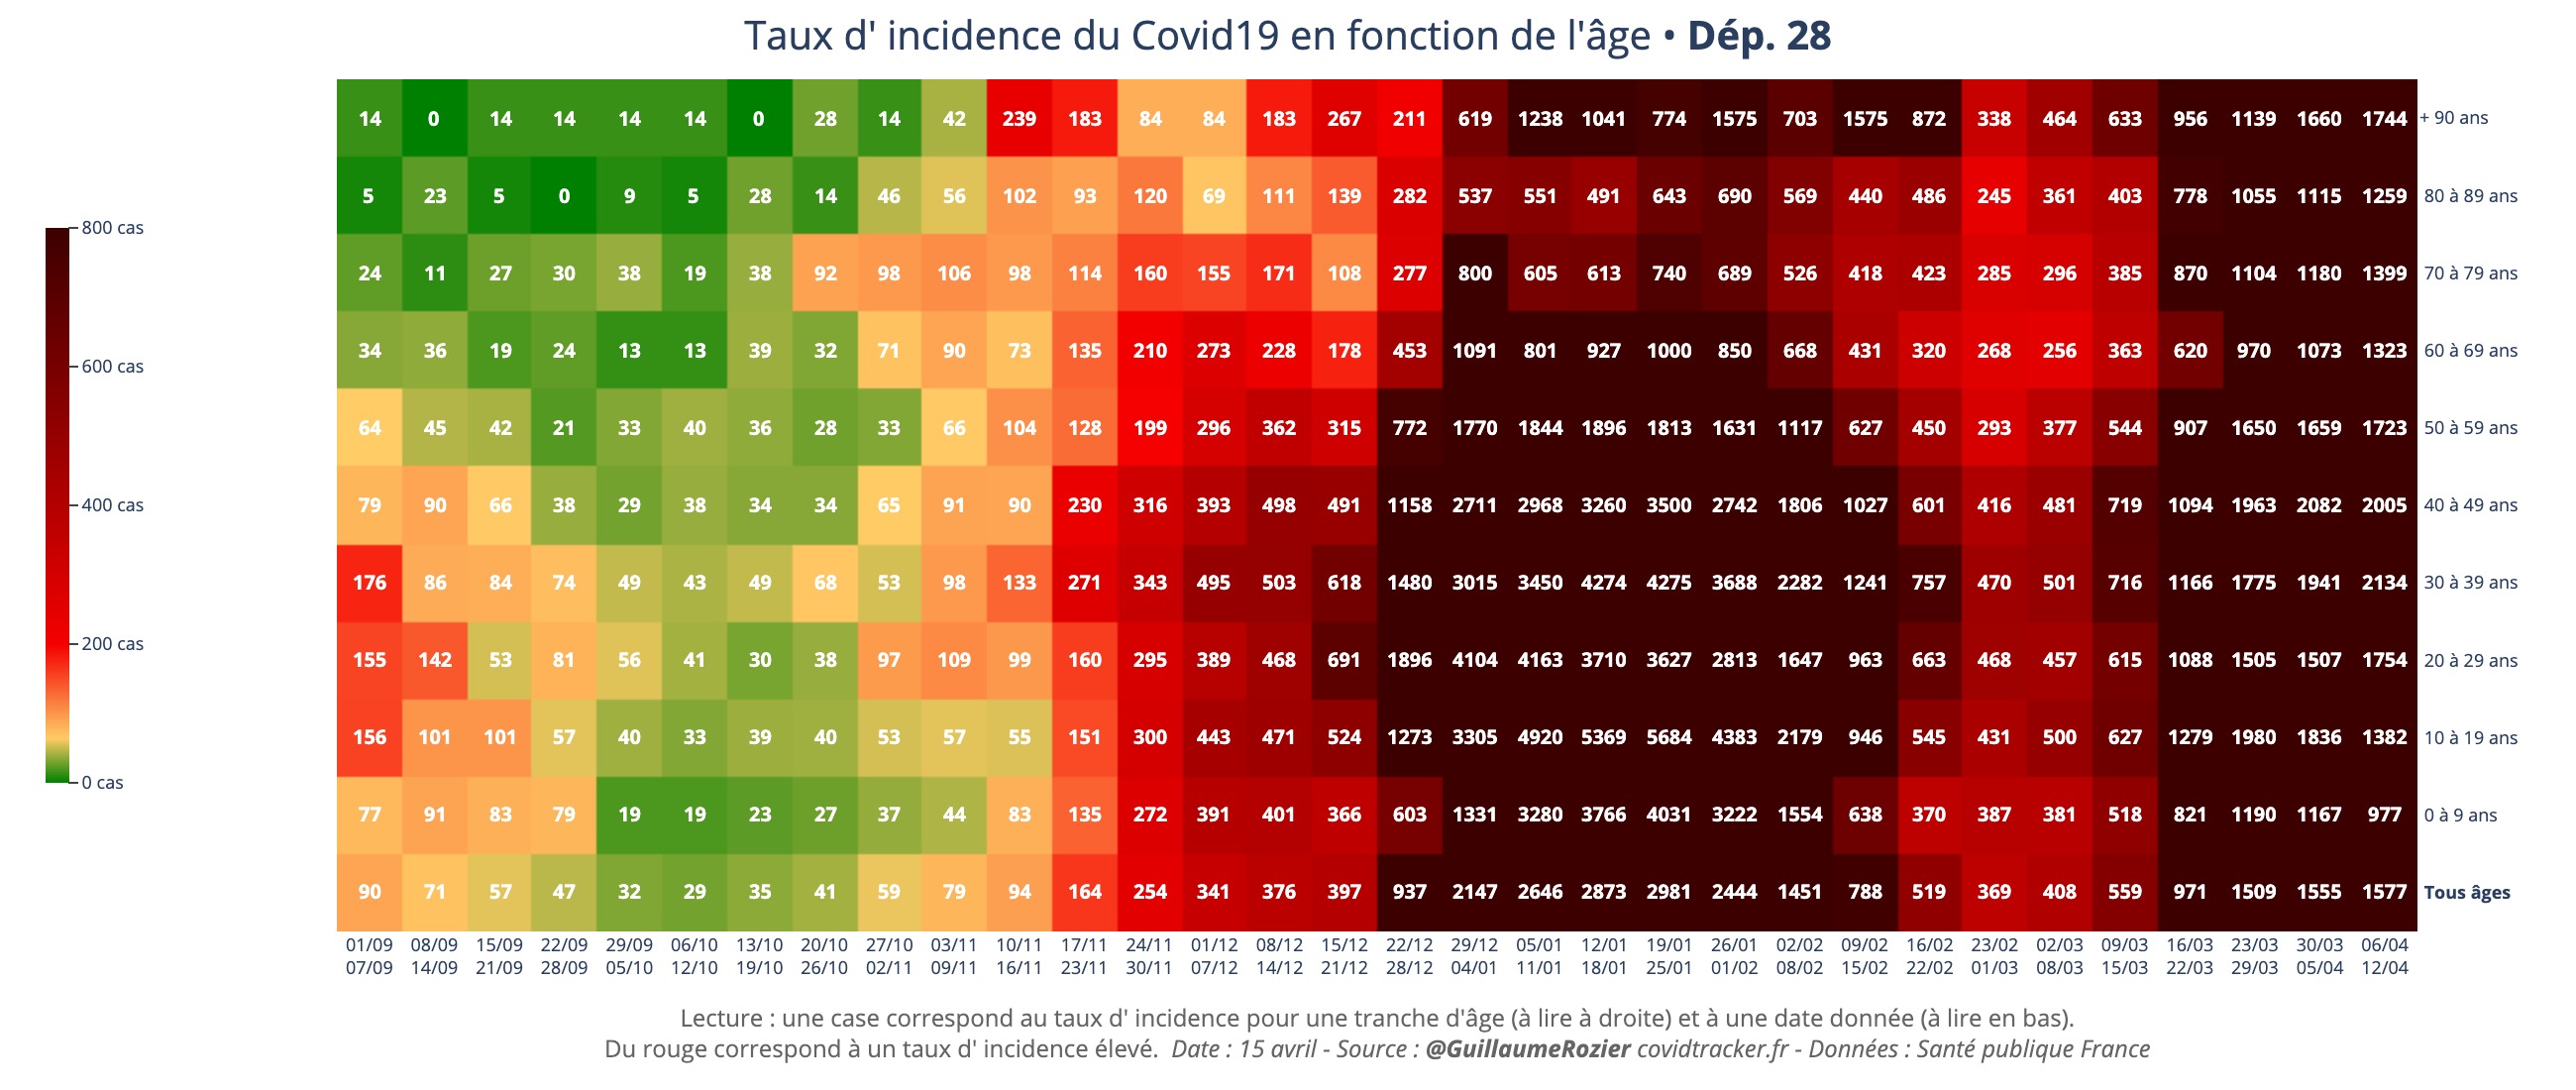 Taux d' incidence du Covid19 en fonction de l'âge • Dép. 28
14 0 14 14 14 14 0 28 14 42 239 183 84 84 183 267 211 619 1238 1041 774 1575 703 1575 872 338 464 633 956 1139 1660 1744 + 90 ans
5 23 5 0 9 5 28 14 46 56 102 93 120 69 111 139 282 537 551 491 643 690 569 440 486 245 361 403 778 1055 1115 1259 80 à 89 ans
800 cas
24 11 27 30 38 19 38 92 98 106 98 114 160 155 171 108 277 800 605 613 740 689 526 418 423 285 296 385 870 1104 1180 1399 70 à 79 ans
34 36 19 24 13 13 39 32 71 90 73 135 210 273 228 178 453 1091 801 927 1000 850 668 431 320 268 256 363 620 970 1073 1323 60 à 69 ans
600 cas
64 45 42 21 33 40 36 28 33 66 104 128 199 296 362 315 772 1770 1844 1896 1813 1631 1117 627 450 293 377 544 907 1650 1659 1723 50 à 59 ans
400 cas
79 90 66 38 29 38 34 34 65 91 90 230 316 393 498 491 1158 2711 2968 3260 3500 2742 1806 1027 601 416 481 719 1094 1963 2082 2005 40 à 49 ans
176 86 84 74 49 43 49 68 53 98 133 271 343 495 503 618 1480 3015 3450 4274 4275 3688 2282 1241 757 470 501 716 1166 1775 1941 2134 30 à 39 ans
200 cas
155 142 53 81 56 41 30 38 97 109 99 160 295 389 468 691 1896 4104 4163 3710 3627 2813 1647 963 663 468 457 615 1088 1505 1507 1754 20 à 29 ans
156 101 101 57 40 33 39 40 53 57 55 151 300 443 471 524 1273 3305 4920 5369 5684 4383 2179 946 545 431 500 627 1279 1980 1836 1382 10 à 19 ans
0 cas
77 91 83 79 19 19 23 27 37 44 83 135 272 391 401 366 603 1331 3280 3766 4031 3222 1554 638 370 387 381 518 821 1190 1167 977 0 à 9 ans
90 71 57 47 32 29 35 41 59 79 94 164 254 341 376 397 937 2147 2646 2873 2981 2444 1451 788 519 369 408 559 971 1509 1555 1577 Tous âges
01/09 08/09 15/09 22/09 29/09 06/10 13/10 20/10 27/10 03/11 10/11 17/11 24/11 01/12 08/12 15/12 22/12 29/12 05/01 12/01 19/01 26/01 02/02 09/02 16/02 23/02 02/03 09/03 16/03 23/03 30/03 06/04
07/09 14/09 21/09 28/09 05/10 12/10 19/10 26/10 02/11 09/11 16/11 23/11 30/11 07/12 14/12 21/12 28/12 04/01 11/01 18/01 25/01 01/02 08/02 15/02 22/02 01/03 08/03 15/03 22/03 29/03 05/04 12/04
Lecture : une case correspond au taux d' incidence pour une tranche d'âge (à lire à droite) et à une date donnée (à lire en bas).
Du rouge correspond à un taux d' incidence élevé. Date : 15 avril - Source : @GuillaumeRozier covidtracker.fr - Données : Santé publique France